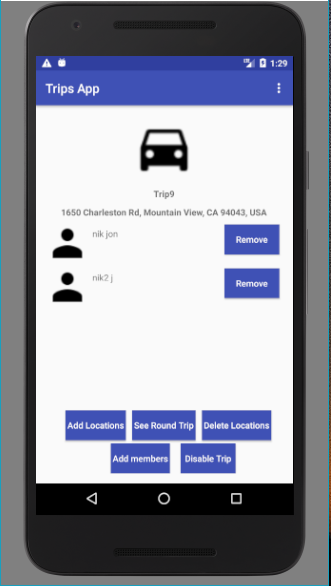 1:29
Trips App
Trip9
1650 Charleston Rd, Mountain View, CA 94043, USA
nik jon
Remove
nik2 j
Remove
Add Locations See Round Trip Delete Locations
Add members Disable Trip